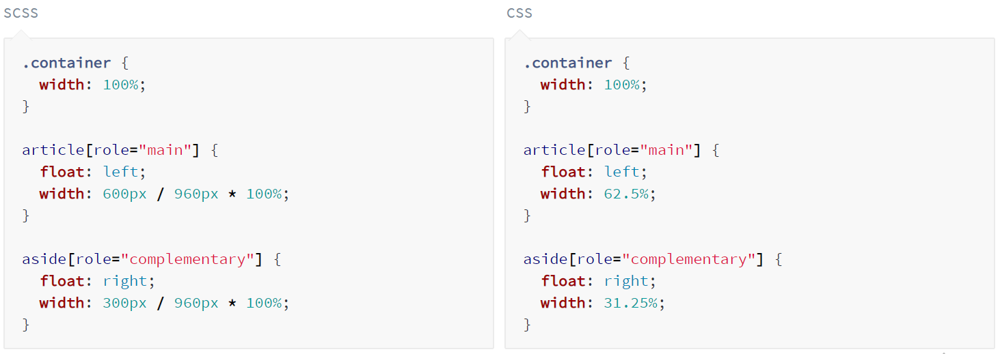 SCSS
.container {
  width: 100%;
}

article[role="main"] {
  float: left;
  width: 600px / 960px * 100%;
}

aside[role="complementary"] {
  float: right;
  width: 300px / 960px * 100%;
}
CSS
.container {
  width: 100%;
}

article[role="main"] {
  float: left;
  width: 62.5%;
}

aside[role="complementary"] {
  float: right;
  width: 31.25%;
}